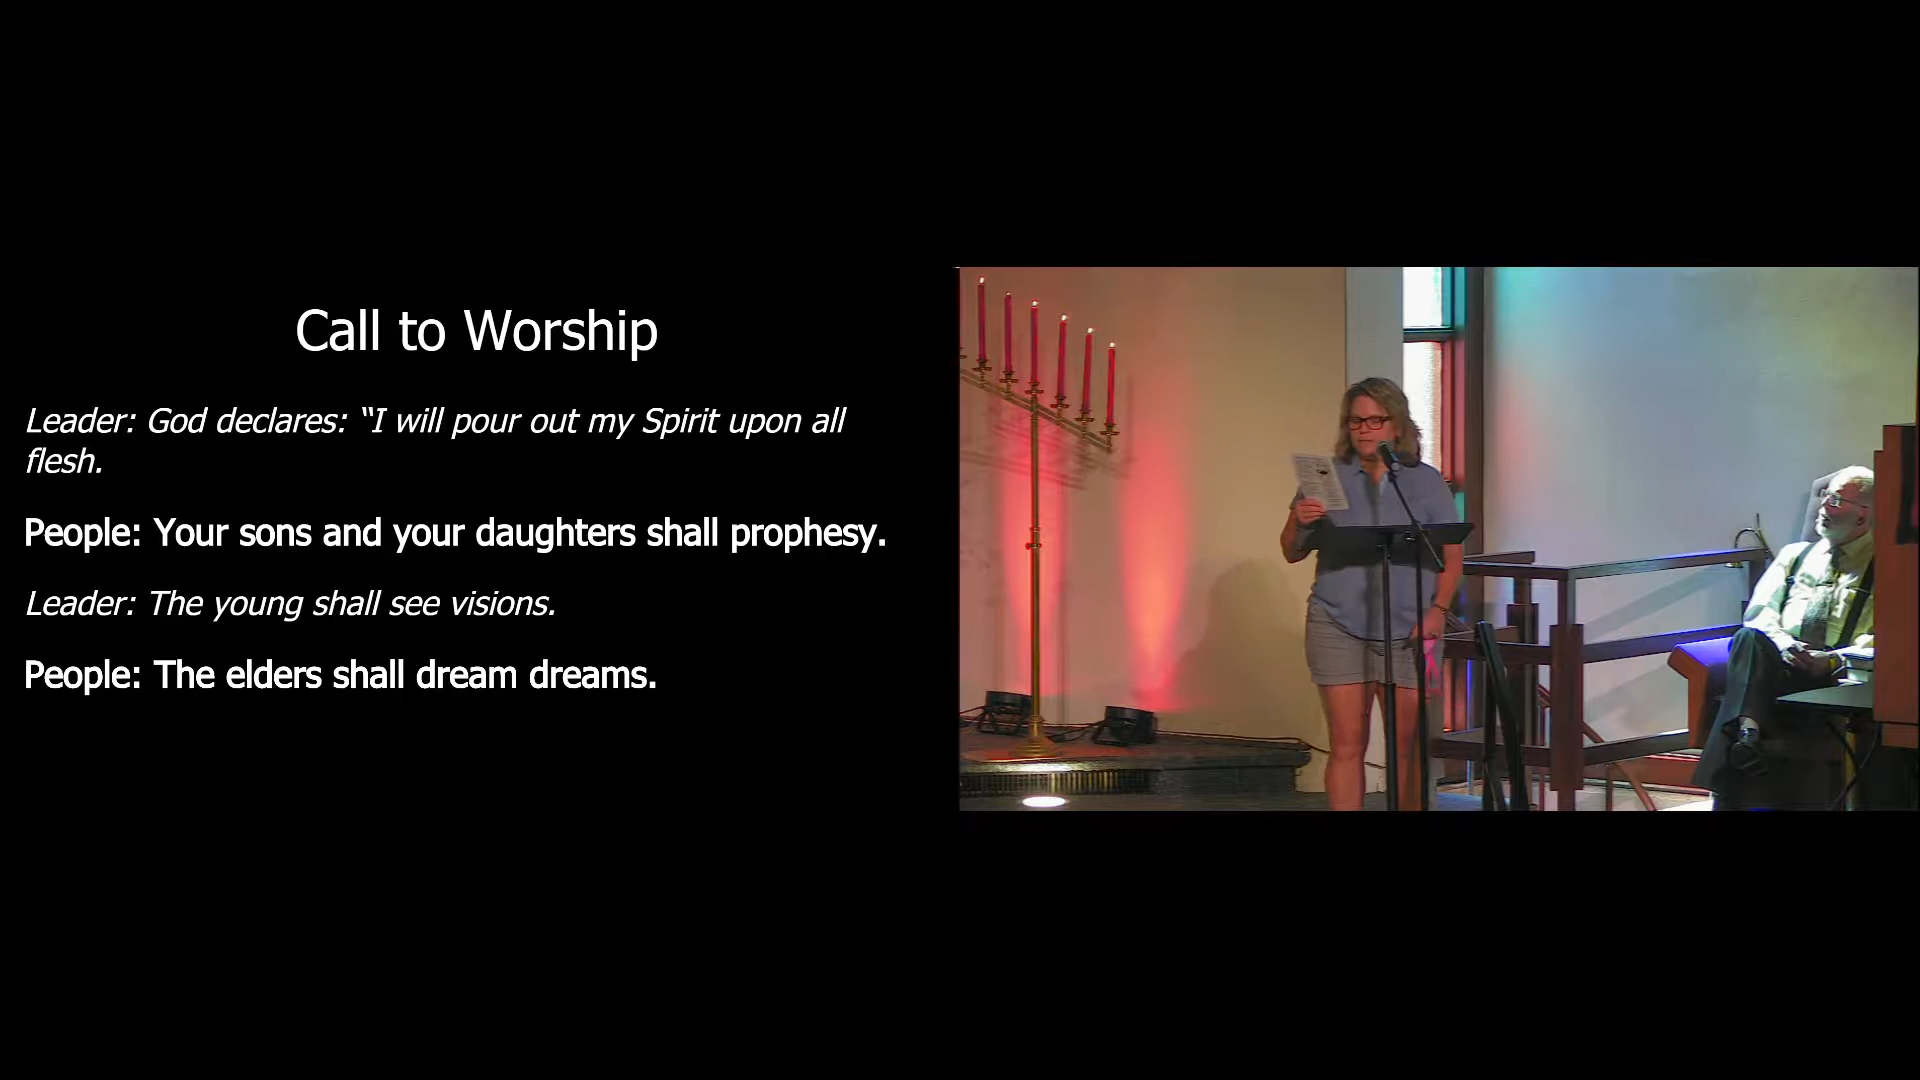 Call to Worship
Leader: God declares: “I will pour out my Spirit upon all
flesh.
People: Your sons and your daughters shall prophesy.
Leader: The young shall see visions.
People: The elders shall dream dreams.